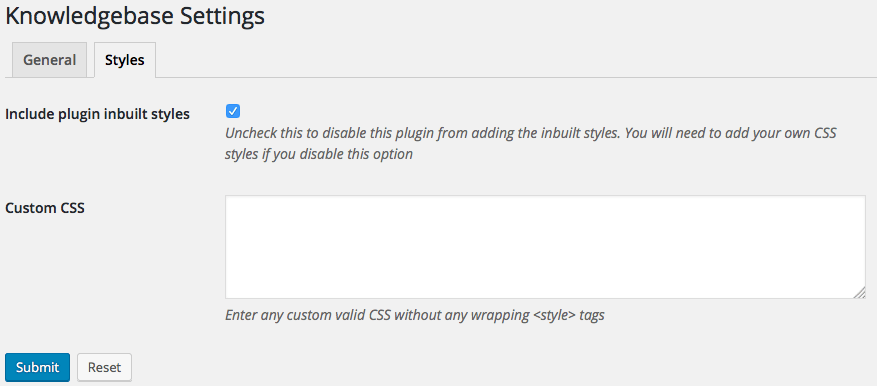 Knowledgebase Settings
General Styles
Include plugin inbuilt styles
Uncheck this to disable this plugin from adding the inbuilt styles. You will need to add your own CSS
styles if you disable this option
Custom CSS
Enter any custom valid CSS without any wrapping <style> tags
Submit Reset